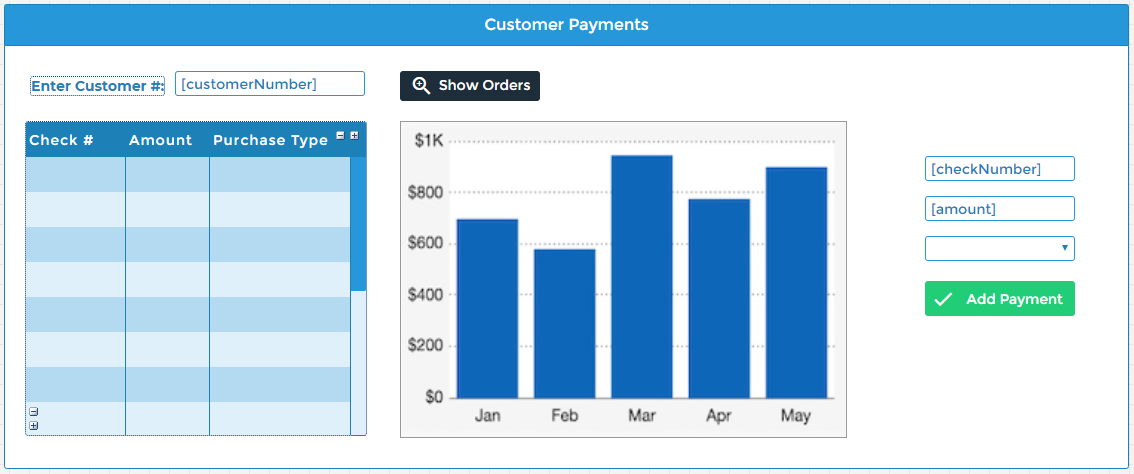 Customer Payments
Enter Customer #:
[customerNumber]
Show Orders
Check # Amount Purchase Type
$1K
$800
$600
$400
$200
$0
Jan Feb Mar Apr May
[checkNumber]
[amount]
Add Payment